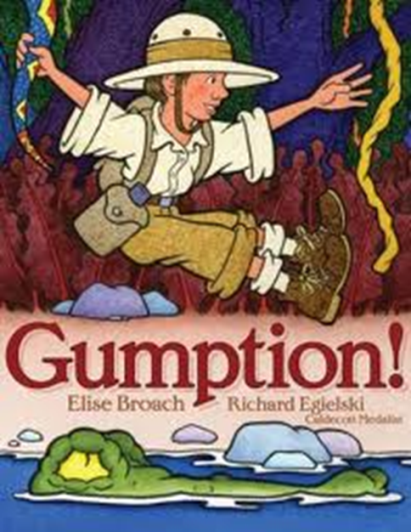 Gumption!
Elise Broach Richard Egielski
Caldecott Medalist